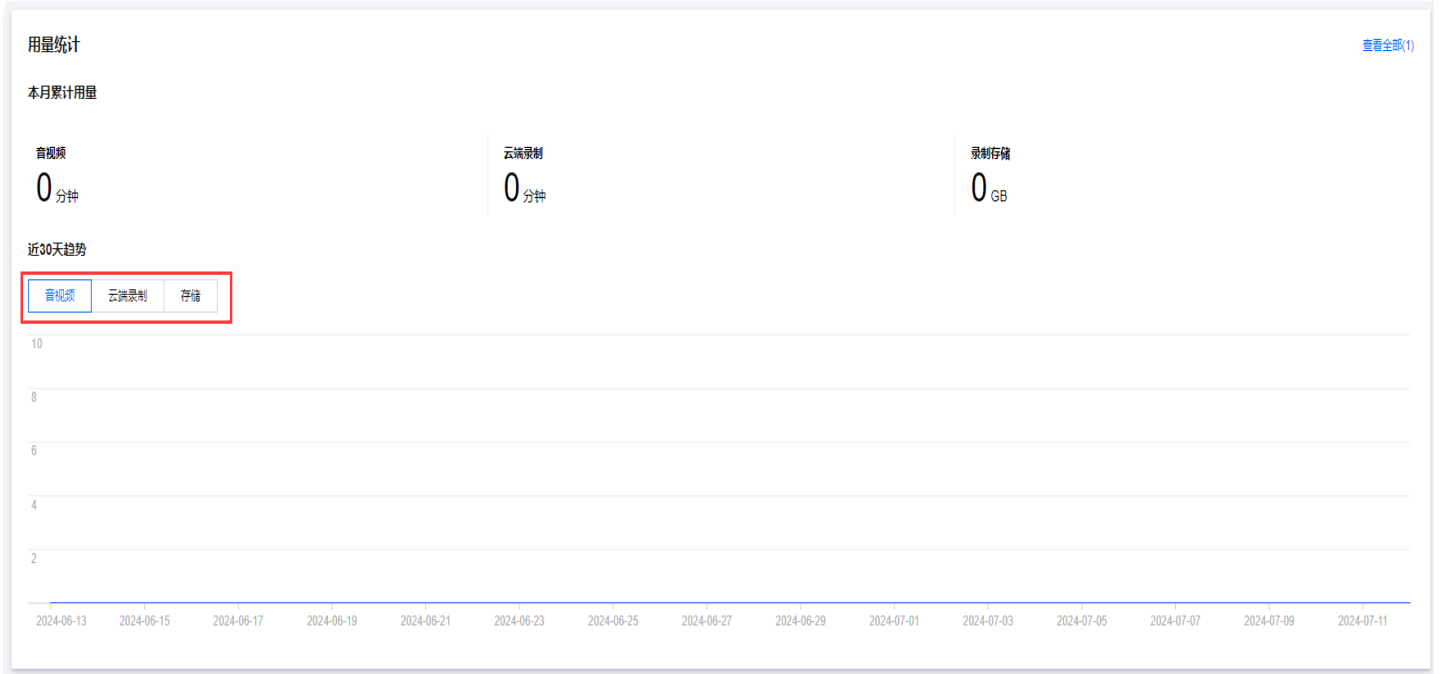 用量统计 查看全部(1)
本月累计用量
音视频 云端录制 录制存储
0 分钟 0 分钟 0 GB
近30天趋势
音视频 云端录制 存储
10
8
6
4
2
2024-06-13 2024-06-15 2024-06-17 2024-06-19 2024-06-21 2024-06-23 2024-06-25 2024-06-27 2024-06-29 2024-07-01 2024-07-03 2024-07-05 2024-07-07 2024-07-09 2024-07-11